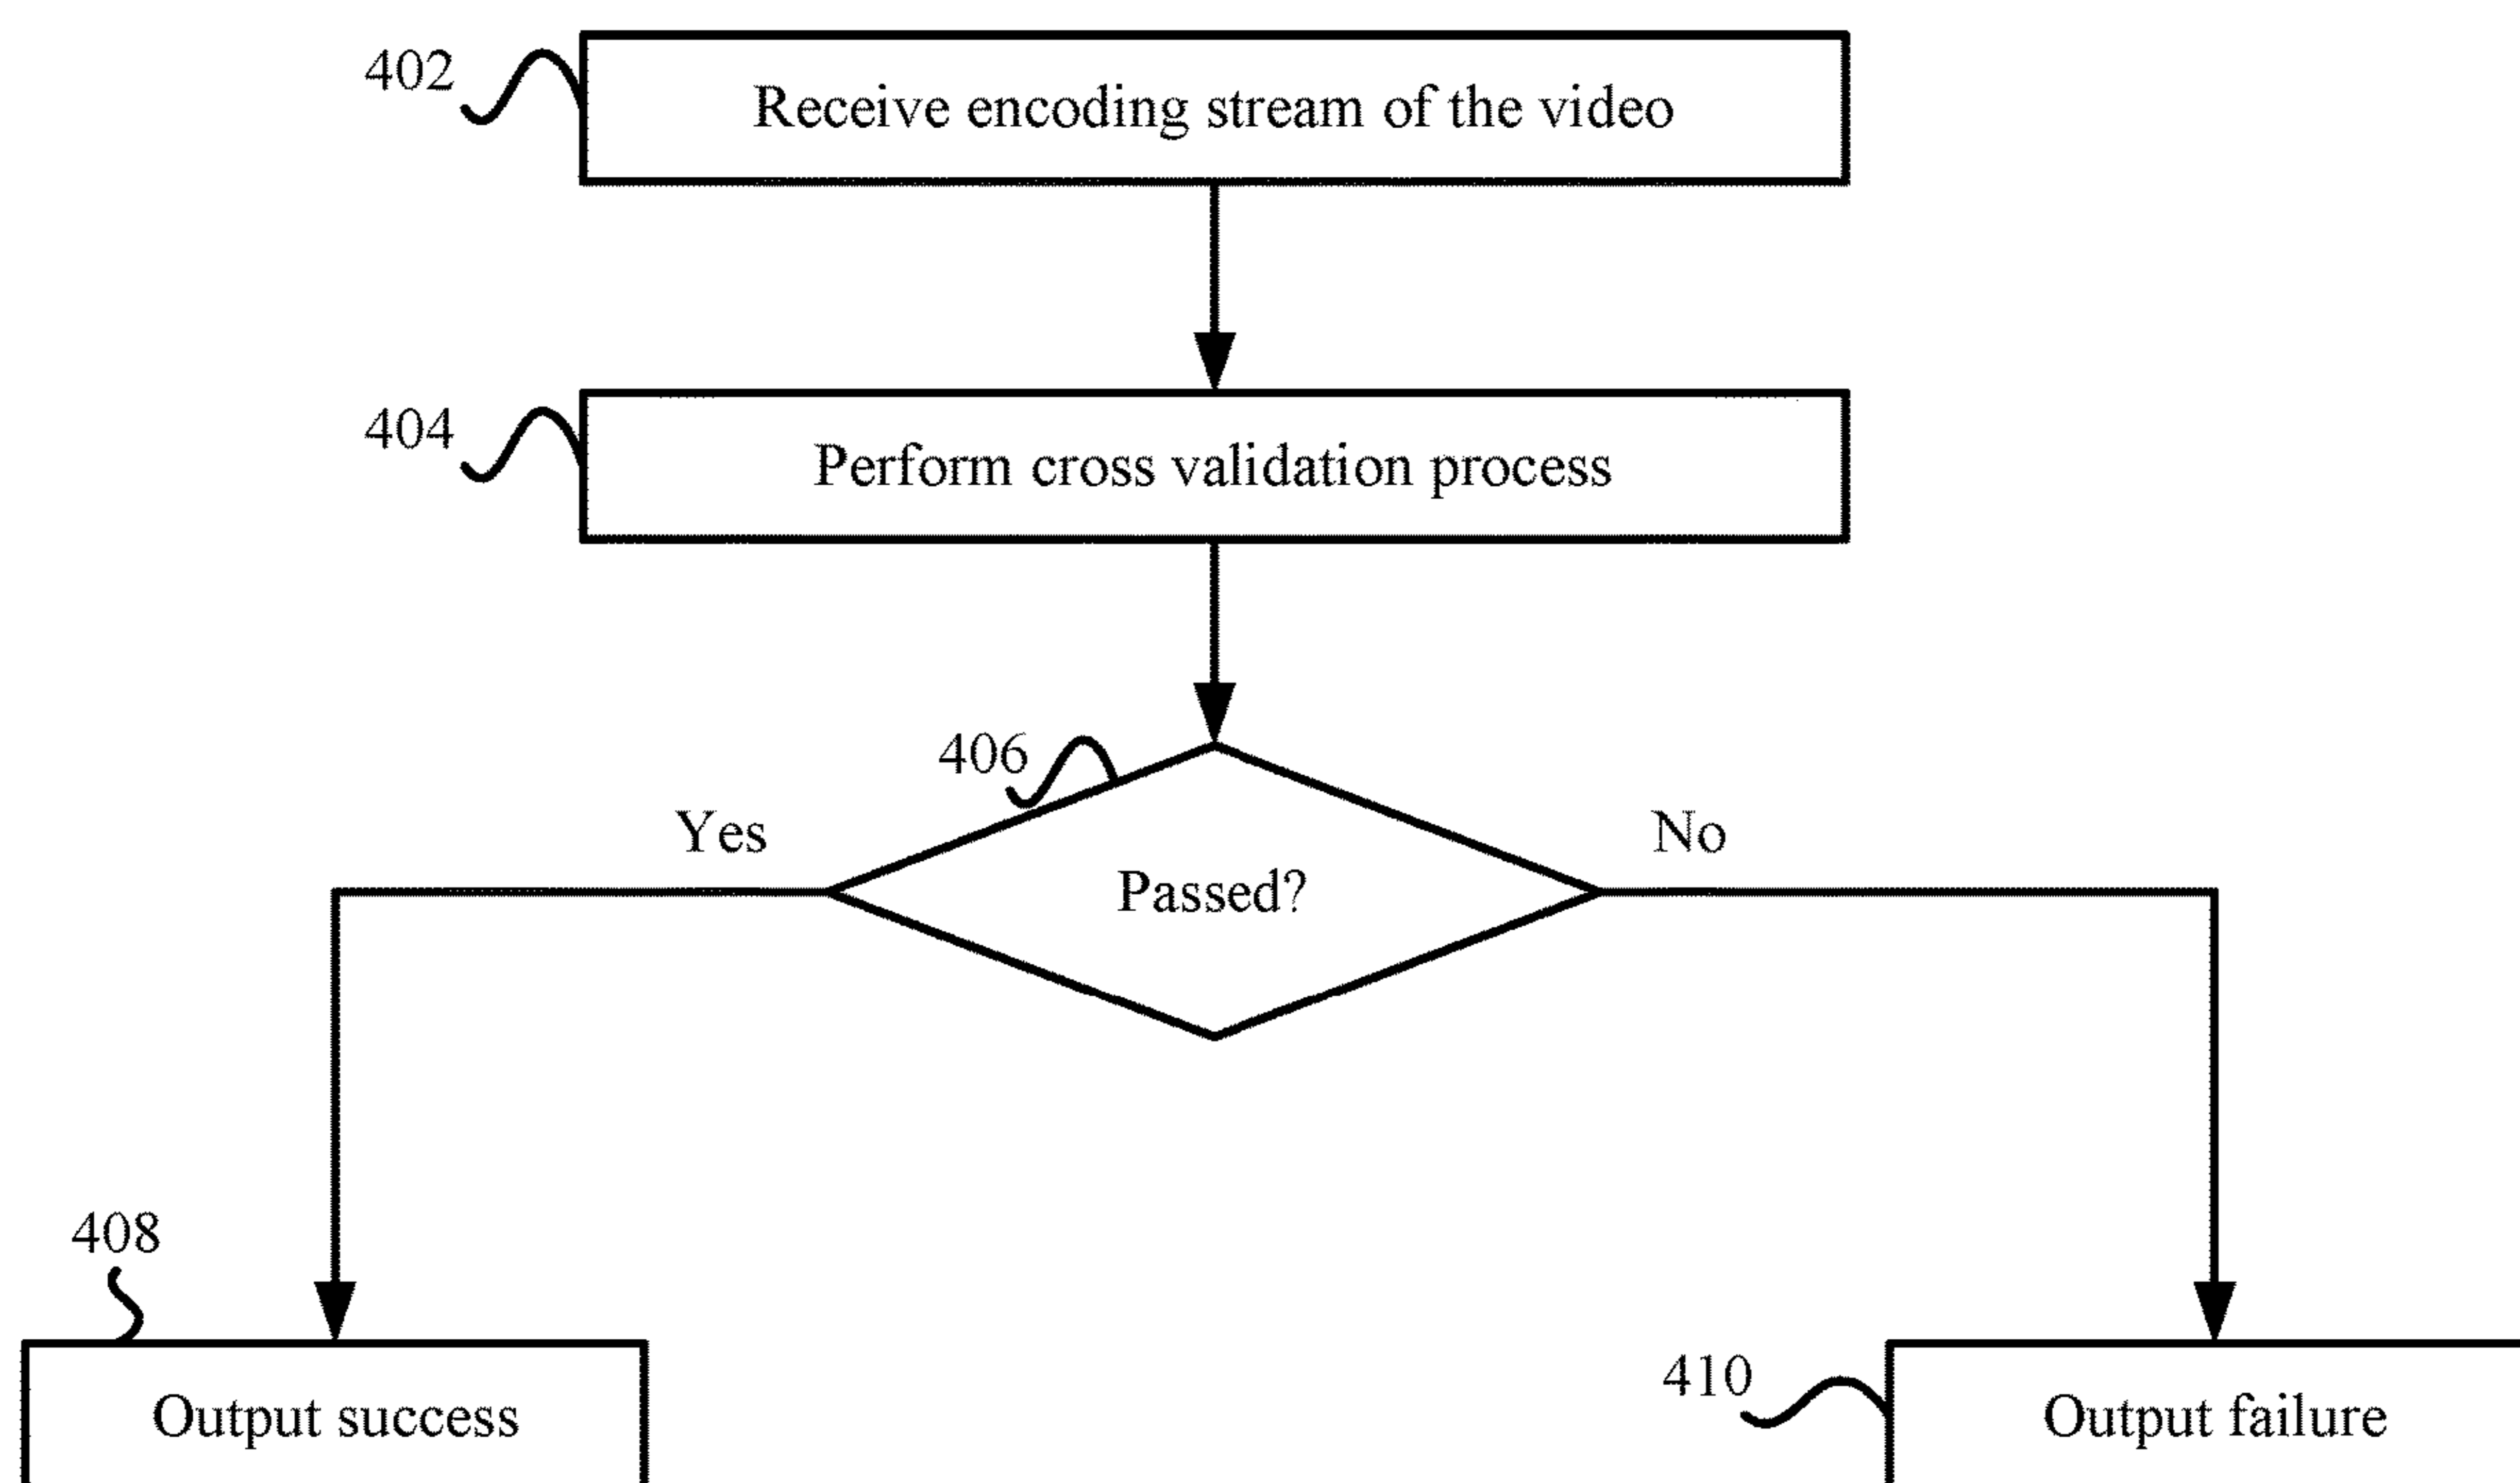 402
Receive encoding stream of the video
404
Perform cross validation process
406
Yes
No
Passed?
408
410
Output success
Output failure